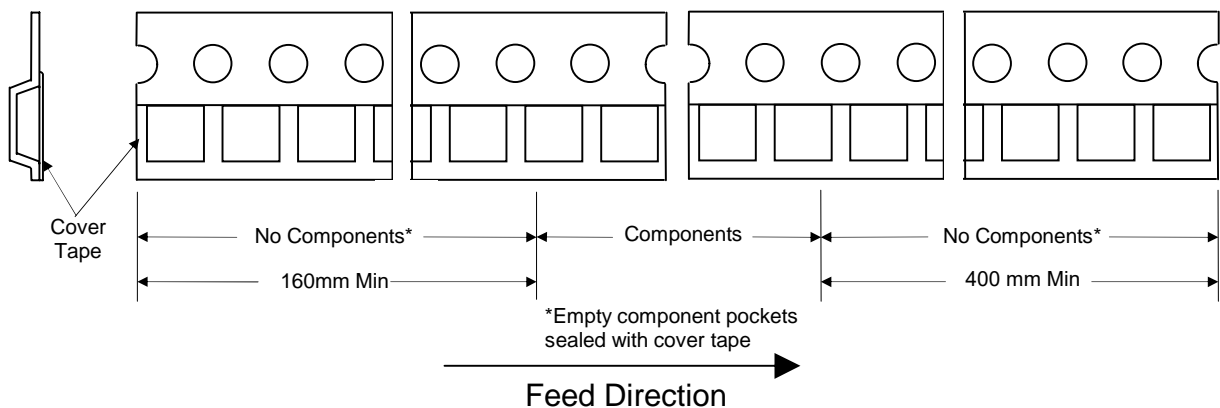 Cover
Tape
No Components*
Components
No Components*
160mm Min
400 mm Min
*Empty component pockets
sealed with cover tape
Feed Direction